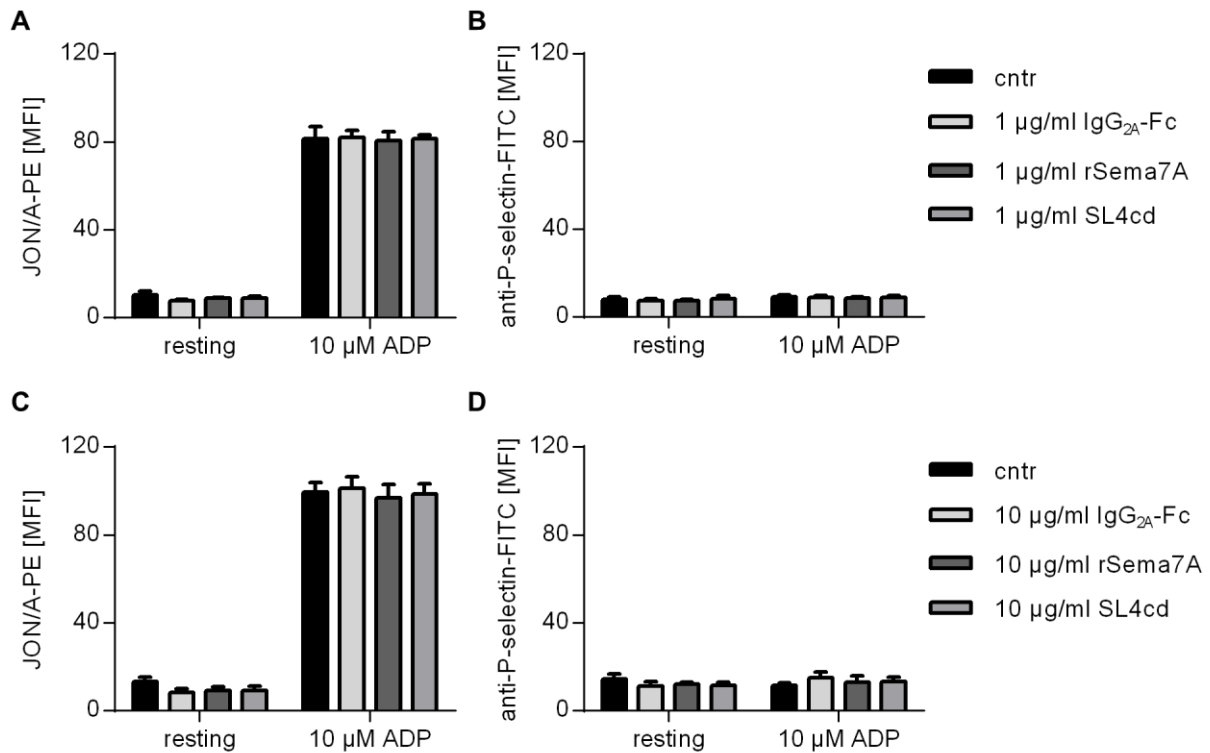 A
JON/A-PE [MFI]
120
80
40
0
resting
10 µM ADP
B
anti-P-selectin-FITC [MFI]
120
80
40
0
resting
10 µM ADP
cntr
1 µg/ml IgG2A-Fc
1 µg/ml rSema7A
1 µg/ml SL4cd
C
JON/A-PE [MFI]
120
80
40
0
resting
10 µM ADP
D
anti-P-selectin-FITC [MFI]
120
80
40
0
resting
10 µM ADP
cntr
10 µg/ml IgG2A-Fc
10 µg/ml rSema7A
10 µg/ml SL4cd